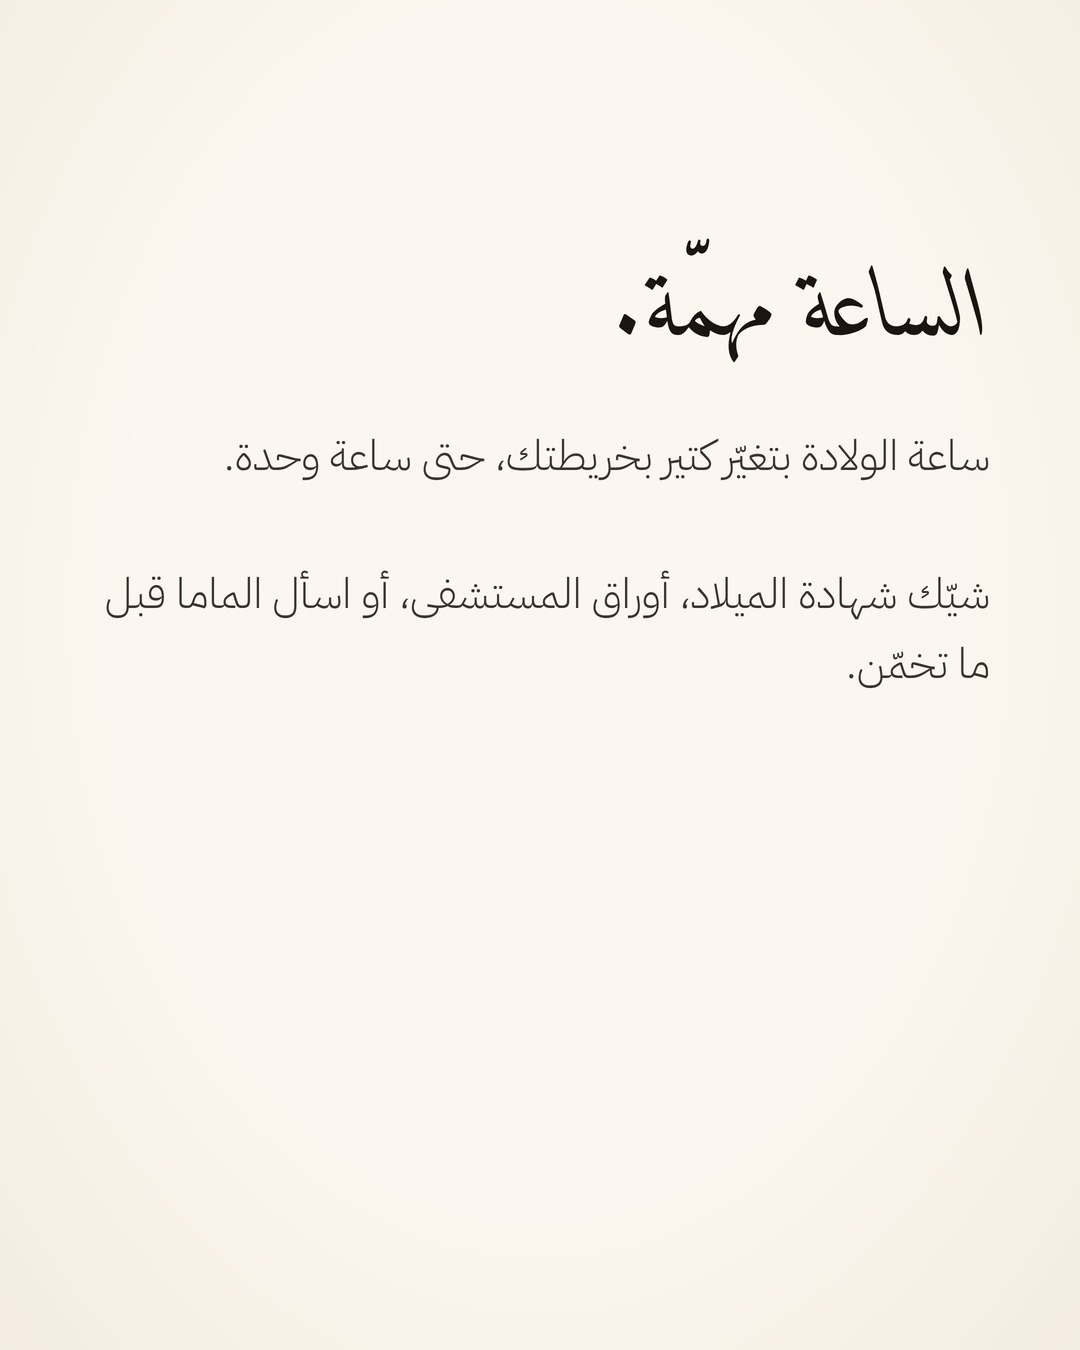 الساعة مهمّة.
ساعة الولادة بتغيّر كتير بخريطتك، حتى ساعة وحدة.
شيّك شهادة الميلاد، أوراق المستشفى، أو اسأل الماما قبل
ما تخمّن.